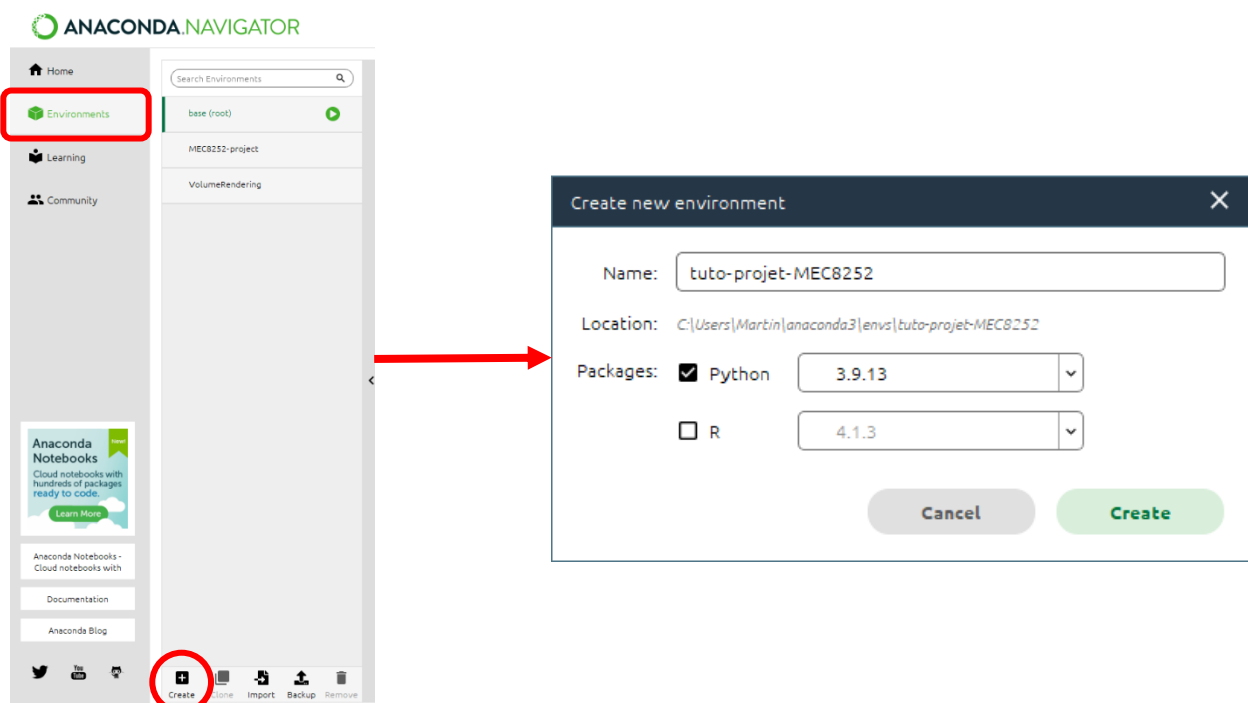 ANACONDA.NAVIGATOR
Home
Environments
Learning
Community
Search Environments
base (root)
MEC8252-project
VolumeRendering
Anaconda
Notebooks
New!
Cloud notebooks with
hundreds of packages
ready to code.
Learn More
Anaconda Notebooks -
Cloud notebooks with
Documentation
Anaconda Blog
You
Tube
Create
Clone
Import
Backup
Remove
Create new environment
Name:
tuto-projet-MEC8252
Location:
C:\Users\Martin\anaconda3\envs\tuto-projet-MEC8252
Packages:
Python
3.9.13
R
4.1.3
Cancel
Create